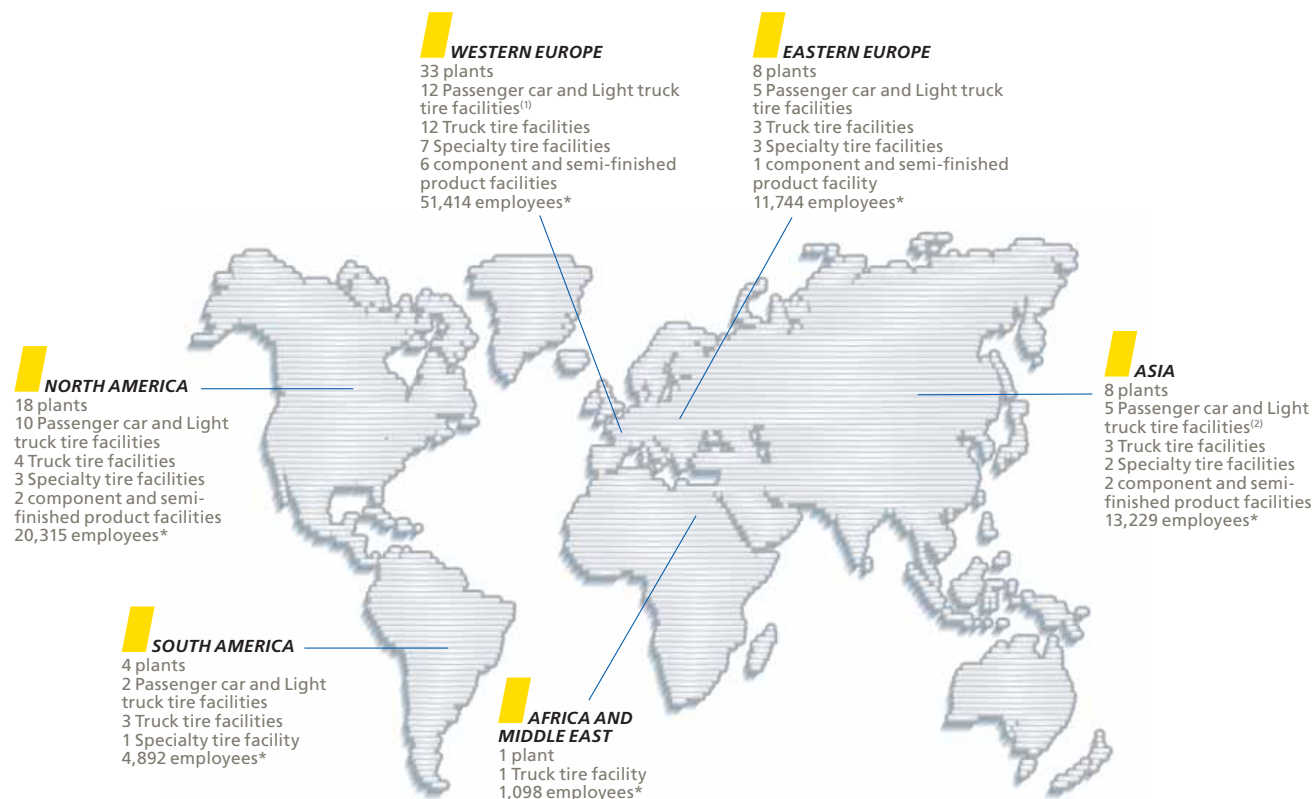 WESTERN EUROPE
33 plants
12 Passenger car and Light truck
tire facilities(1)
12 Truck tire facilities
7 Specialty tire facilities
6 component and semi-finished
product facilities
51,414 employees*
EASTERN EUROPE
8 plants
5 Passenger car and Light truck
tire facilities
3 Truck tire facilities
3 Specialty tire facilities
1 component and semi-finished
product facility
11,744 employees*
NORTH AMERICA
18 plants
10 Passenger car and Light
truck tire facilities
4 Truck tire facilities
3 Specialty tire facilities
2 component and semi-
finished product facilities
20,315 employees*
ASIA
8 plants
5 Passenger car and Light
truck tire facilities(2)
3 Truck tire facilities
2 Specialty tire facilities
2 component and semi-
finished product facilities
13,229 employees*
SOUTH AMERICA
4 plants
2 Passenger car and Light
truck tire facilities
3 Truck tire facilities
1 Specialty tire facility
4,892 employees*
AFRICA AND
MIDDLE EAST
1 plant
1 Truck tire facility
1,098 employees*